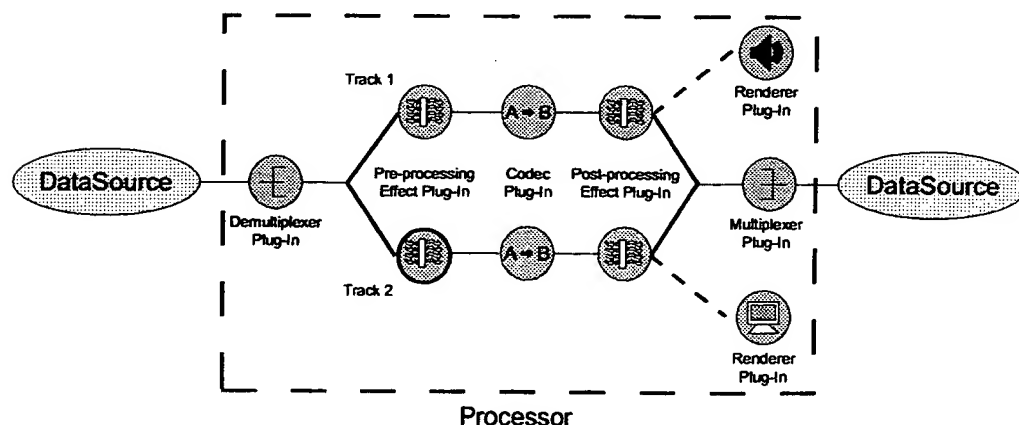 Track 1
Renderer
Plug-In
A➔B
DataSource
Demultiplexer
Plug-In
Pre-processing
Effect Plug-In
Codec
Plug-In
Post-processing
Effect Plug-In
Multiplexer
Plug-In
DataSource
Track 2
A➔B
Renderer
Plug-In
Processor